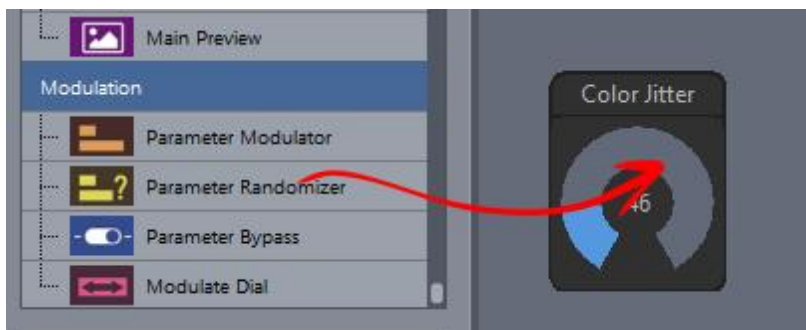 Main Preview
Modulation
Parameter Modulator
Parameter Randomizer
Parameter Bypass
Modulate Dial
Color Jitter
46